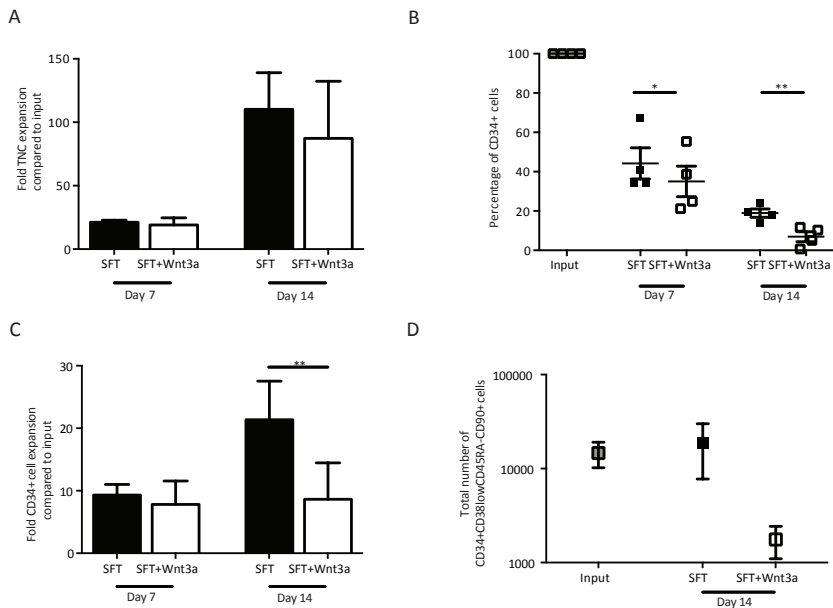 A
Fold TNC expansion
compared to input
150
100
50
0
SFT
SFT+Wnt3a
SFT
SFT+Wnt3a
Day 7
Day 14
B
Percentage of CD34+ cells
100
80
60
40
20
0
*
**
Input
SFT SFT+Wnt3a
SFT SFT+Wnt3a
Day 7
Day 14
C
Fold CD34+ cell expansion
compared to input
30
20
10
0
**
SFT
SFT+Wnt3a
SFT
SFT+Wnt3a
Day 7
Day 14
D
Total number of
CD34+CD38lowCD45RA-CD90+ cells
100000
10000
1000
Input
SFT
SFT+Wnt3a
Day 14